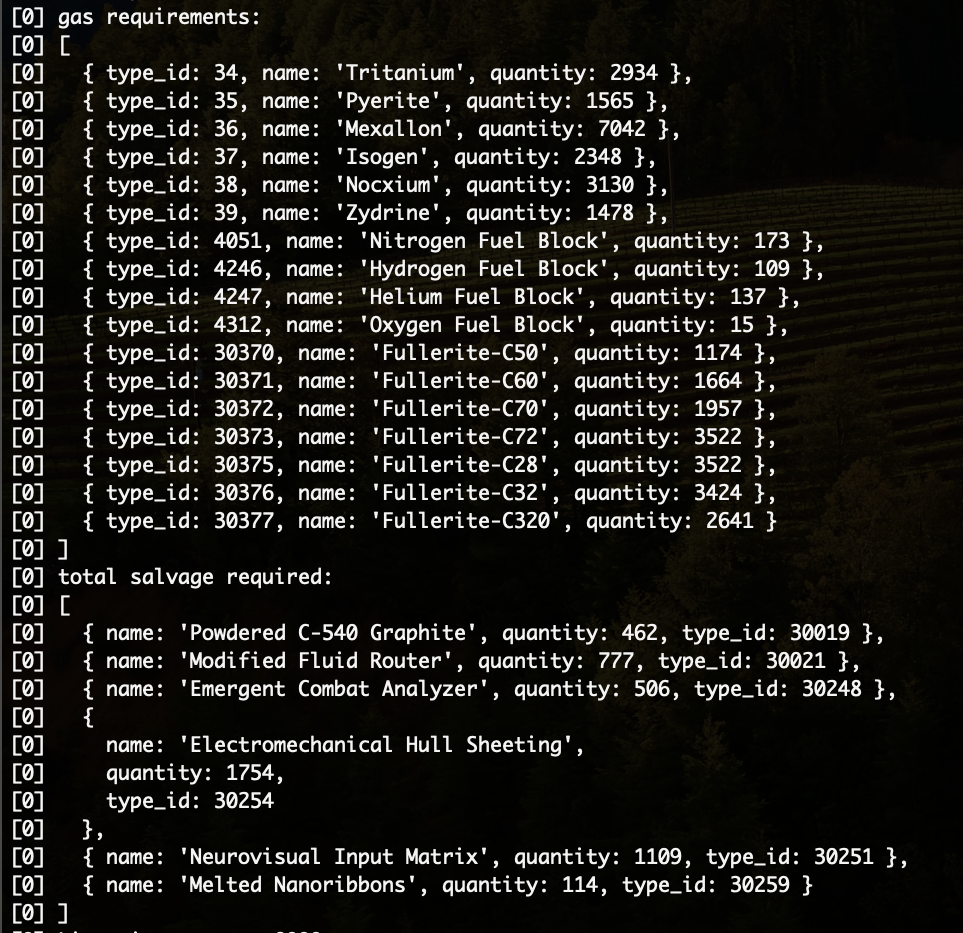 [0] gas requirements:
[0] [
[0]   { type_id: 34, name: 'Tritanium', quantity: 2934 },
[0]   { type_id: 35, name: 'Pyerite', quantity: 1565 },
[0]   { type_id: 36, name: 'Mexallon', quantity: 7042 },
[0]   { type_id: 37, name: 'Isogen', quantity: 2348 },
[0]   { type_id: 38, name: 'Nocxium', quantity: 3130 },
[0]   { type_id: 39, name: 'Zydrine', quantity: 1478 },
[0]   { type_id: 4051, name: 'Nitrogen Fuel Block', quantity: 173 },
[0]   { type_id: 4246, name: 'Hydrogen Fuel Block', quantity: 109 },
[0]   { type_id: 4247, name: 'Helium Fuel Block', quantity: 137 },
[0]   { type_id: 4312, name: 'Oxygen Fuel Block', quantity: 15 },
[0]   { type_id: 30370, name: 'Fullerite-C50', quantity: 1174 },
[0]   { type_id: 30371, name: 'Fullerite-C60', quantity: 1664 },
[0]   { type_id: 30372, name: 'Fullerite-C70', quantity: 1957 },
[0]   { type_id: 30373, name: 'Fullerite-C72', quantity: 3522 },
[0]   { type_id: 30375, name: 'Fullerite-C28', quantity: 3522 },
[0]   { type_id: 30376, name: 'Fullerite-C32', quantity: 3424 },
[0]   { type_id: 30377, name: 'Fullerite-C320', quantity: 2641 }
[0] ]
[0] total salvage required:
[0] [
[0]   { name: 'Powdered C-540 Graphite', quantity: 462, type_id: 30019 },
[0]   { name: 'Modified Fluid Router', quantity: 777, type_id: 30021 },
[0]   { name: 'Emergent Combat Analyzer', quantity: 506, type_id: 30248 },
[0]   {
[0]     name: 'Electromechanical Hull Sheeting',
[0]     quantity: 1754,
[0]     type_id: 30254
[0]   },
[0]   { name: 'Neurovisual Input Matrix', quantity: 1109, type_id: 30251 },
[0]   { name: 'Melted Nanoribbons', quantity: 114, type_id: 30259 }
[0] ]